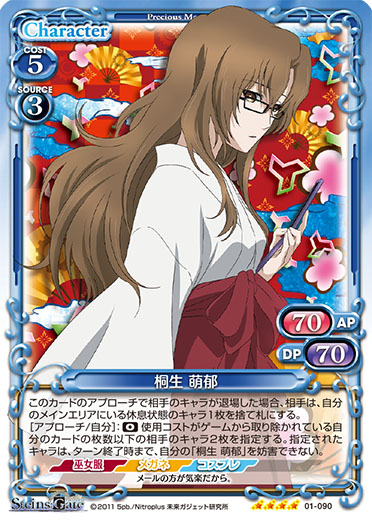 Precious Me
Character
COST
5
SOURCE
3
70 AP
DP 70
桐生 萌郁
このカードのアプローチで相手のキャラが退場した場合、相手は、自分
のメインエリアにいる休息状態のキャラ1枚を捨て札にする。
[アプローチ/自分]:0 使用コストがゲームから取り除かれている自
分のカードの枚数以下の相手のキャラ2枚を指定する。指定された
キャラは、ターン終了時まで、自分の「桐生 萌郁」を妨害できない。
巫女服 メガネ コスプレ
メールの方が気楽だから。
Steins;Gate ©2011 5pb./Nitroplus 未来ガジェット研究所 01-090